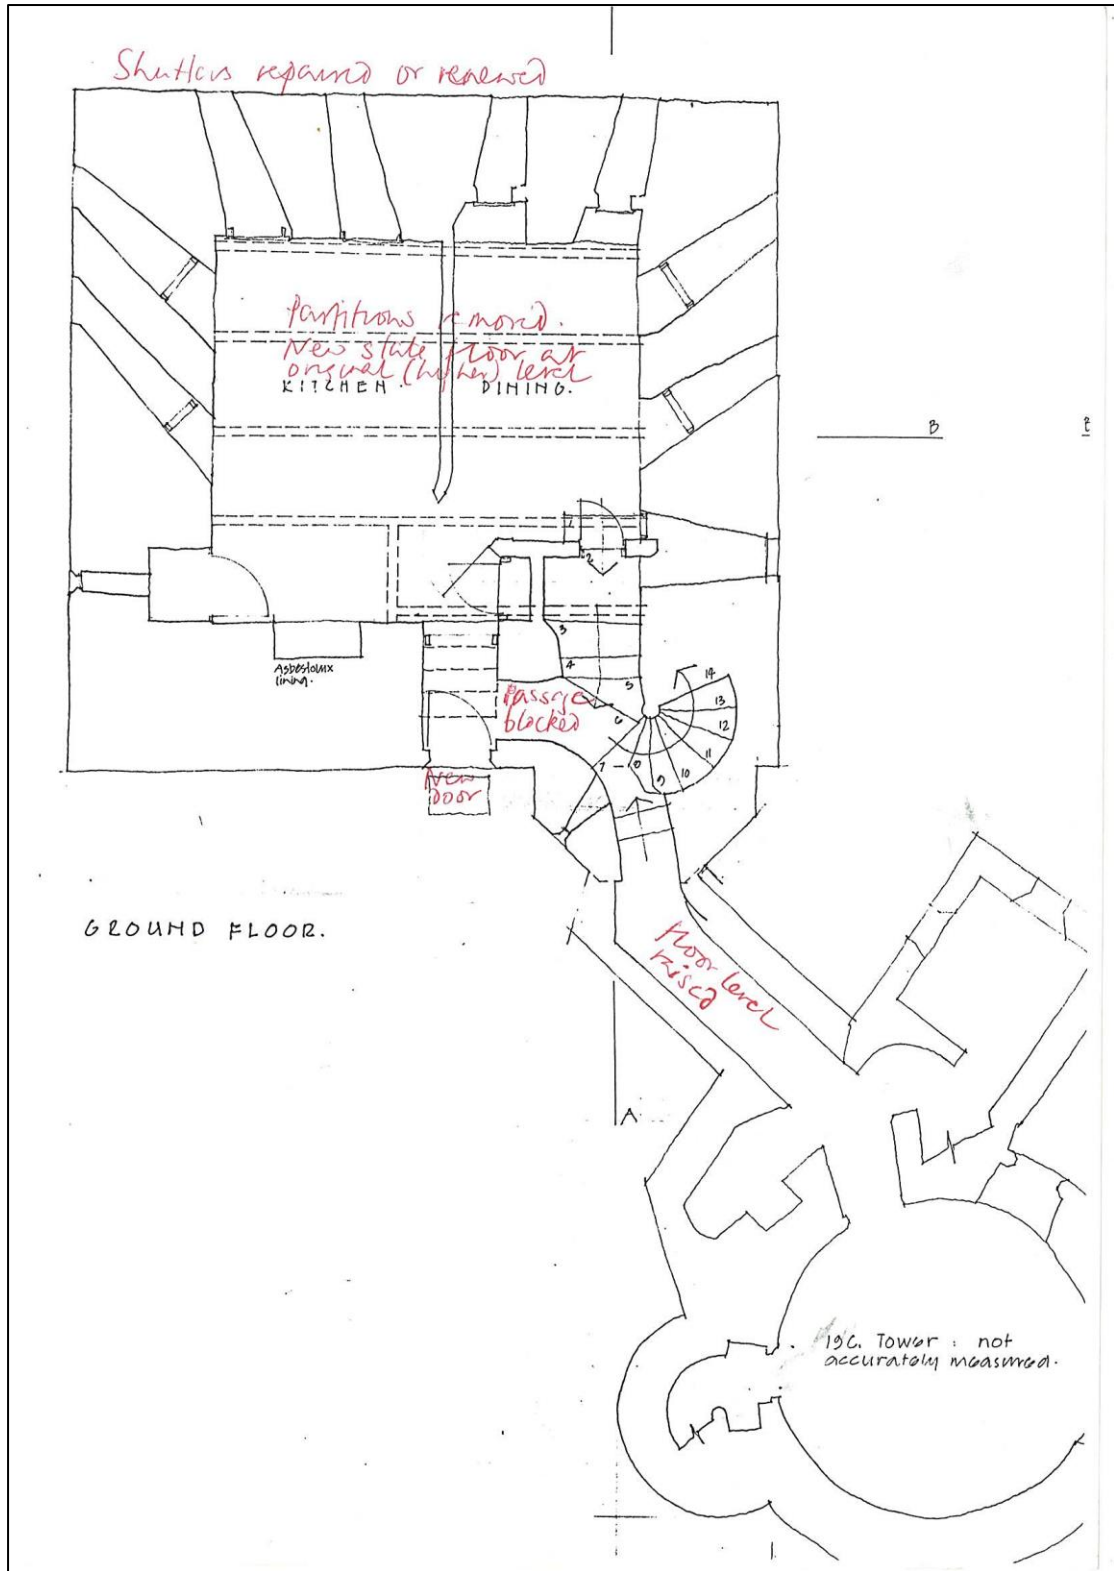 Shutters repaired or renewed
Partitions removed.
New slate floor at
original (higher) level
KITCHEN. DINING.
B
2
3
4
5
6
7
8
9
10
11
12
13
14
Asbestolux
lining.
Passage
blocked
New
Door
GROUND FLOOR.
floor level
raised
A
19C. Tower : not
accurately measured.